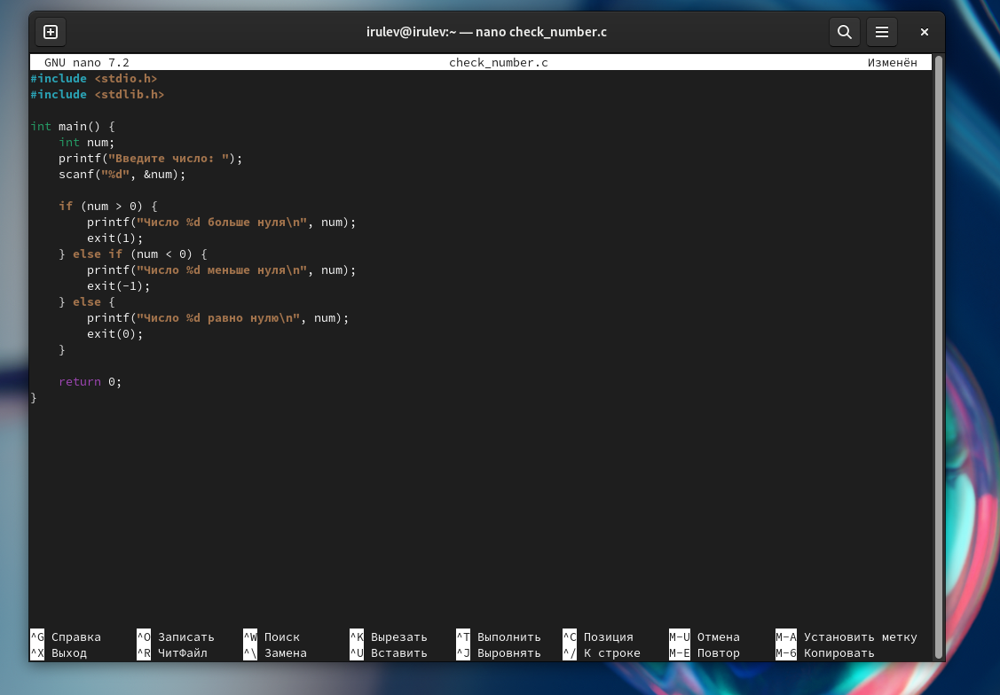 irulev@irulev:~ — nano check_number.c
GNU nano 7.2 check_number.c Изменён
#include <stdio.h>
#include <stdlib.h>
int main() {
    int num;
    printf("Введите число: ");
    scanf("%d", &num);
    if (num > 0) {
        printf("Число %d больше нуля\n", num);
        exit(1);
    } else if (num < 0) {
        printf("Число %d меньше нуля\n", num);
        exit(-1);
    } else {
        printf("Число %d равно нулю\n", num);
        exit(0);
    }
    return 0;
}
^G Справка ^O Записать ^W Поиск ^K Вырезать ^T Выполнить ^C Позиция M-U Отмена M-A Установить метку
^X Выход ^R ЧитФайл ^\ Замена ^U Вставить ^J Выровнять ^/ К строке M-E Повтор M-6 Копировать